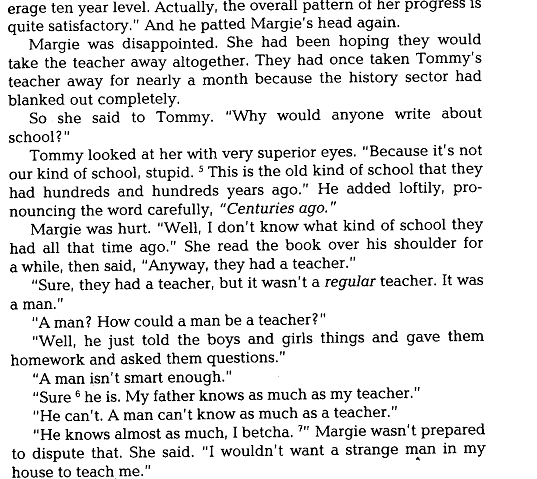 erage ten year level. Actually, the overall pattern of her progress is
quite satisfactory." And he patted Margie's head again.
Margie was disappointed. She had been hoping they would
take the teacher away altogether. They had once taken Tommy's
teacher away for nearly a month because the history sector had
blanked out completely.
So she said to Tommy. "Why would anyone write about
school?"
Tommy looked at her with very superior eyes. "Because it's not
our kind of school, stupid. ⁵ This is the old kind of school that they
had hundreds and hundreds years ago." He added loftily, pro-
nouncing the word carefully, "Centuries ago."
Margie was hurt. "Well, I don't know what kind of school they
had all that time ago." She read the book over his shoulder for
a while, then said, "Anyway, they had a teacher."
"Sure, they had a teacher, but it wasn't a regular teacher. It was
a man."
"A man? How could a man be a teacher?"
"Well, he just told the boys and girls things and gave them
homework and asked them questions."
"A man isn't smart enough."
"Sure ⁶ he is. My father knows as much as my teacher."
"He can't. A man can't know as much as a teacher."
"He knows almost as much, I betcha. ⁷" Margie wasn't prepared
to dispute that. She said. "I wouldn't want a strange man in my
house to teach me."